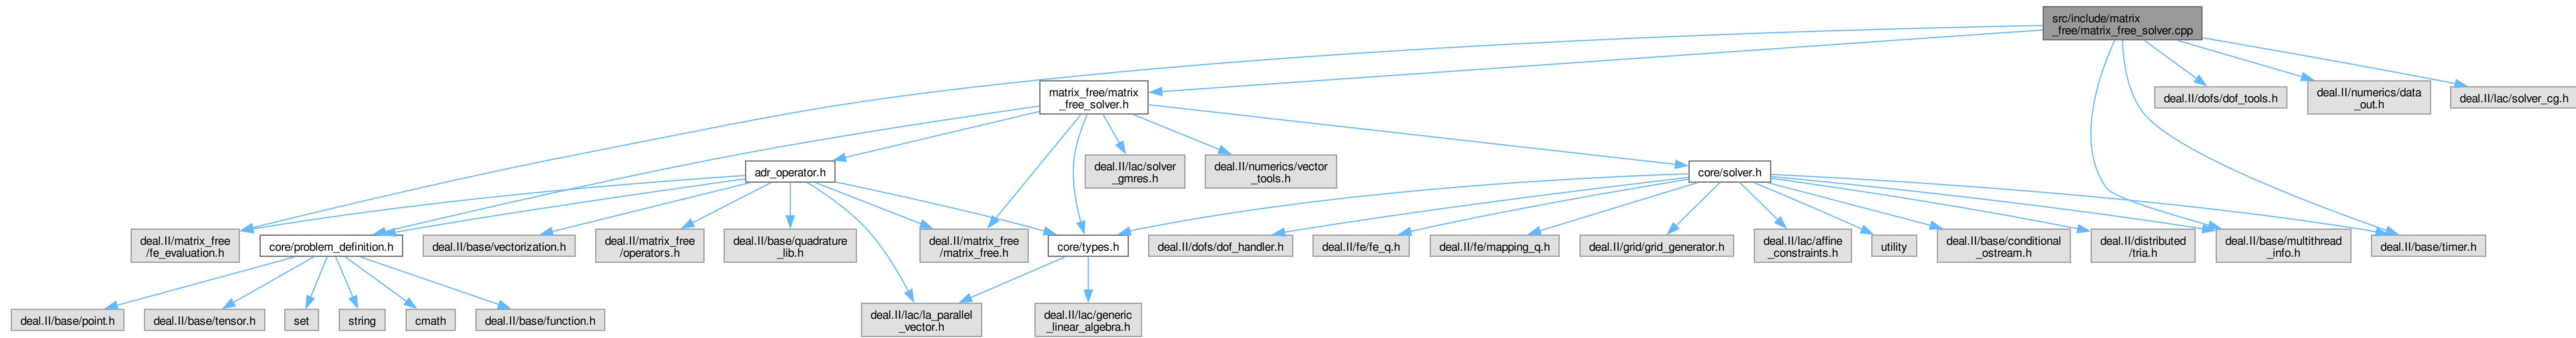 src/include/matrix
_free/matrix_free_solver.cpp
matrix_free/matrix
_free_solver.h
deal.II/dofs/dof_tools.h
deal.II/numerics/data
_out.h
deal.II/lac/solver_cg.h
adr_operator.h
deal.II/lac/solver
_gmres.h
deal.II/numerics/vector
_tools.h
core/solver.h
deal.II/matrix_free
/fe_evaluation.h
core/problem_definition.h
deal.II/base/vectorization.h
deal.II/matrix_free
/operators.h
deal.II/base/quadrature
_lib.h
deal.II/matrix_free
/matrix_free.h
core/types.h
deal.II/dofs/dof_handler.h
deal.II/fe/fe_q.h
deal.II/fe/mapping_q.h
deal.II/grid/grid_generator.h
deal.II/lac/affine
_constraints.h
utility
deal.II/base/conditional
_ostream.h
deal.II/distributed
/tria.h
deal.II/base/multithread
_info.h
deal.II/base/timer.h
deal.II/base/point.h
deal.II/base/tensor.h
set
string
cmath
deal.II/base/function.h
deal.II/lac/la_parallel
_vector.h
deal.II/lac/generic
_linear_algebra.h